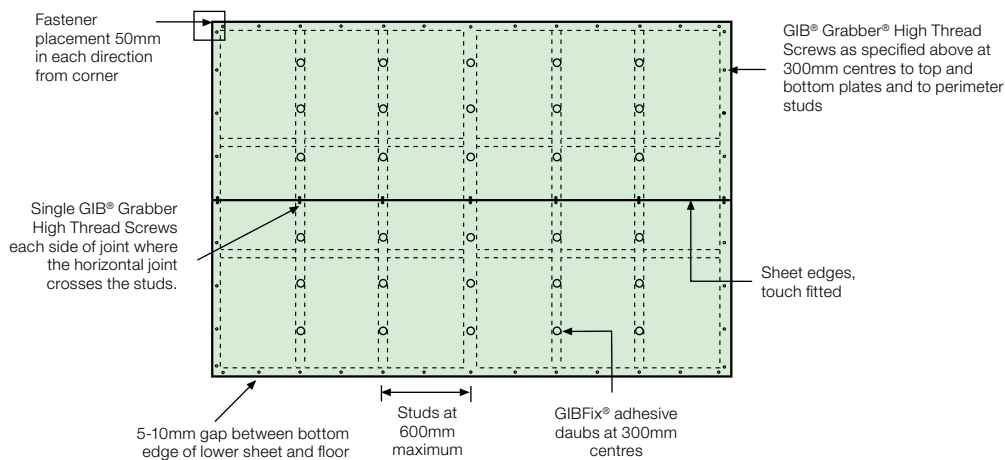 Fastener
placement 50mm
in each direction
from corner
GIB® Grabber® High Thread
Screws as specified above at
300mm centres to top and
bottom plates and to perimeter
studs
Single GIB® Grabber
High Thread Screws
each side of joint where
the horizontal joint
crosses the studs.
Sheet edges,
touch fitted
5-10mm gap between bottom
edge of lower sheet and floor
Studs at
600mm
maximum
GIBFix® adhesive
daubs at 300mm
centres